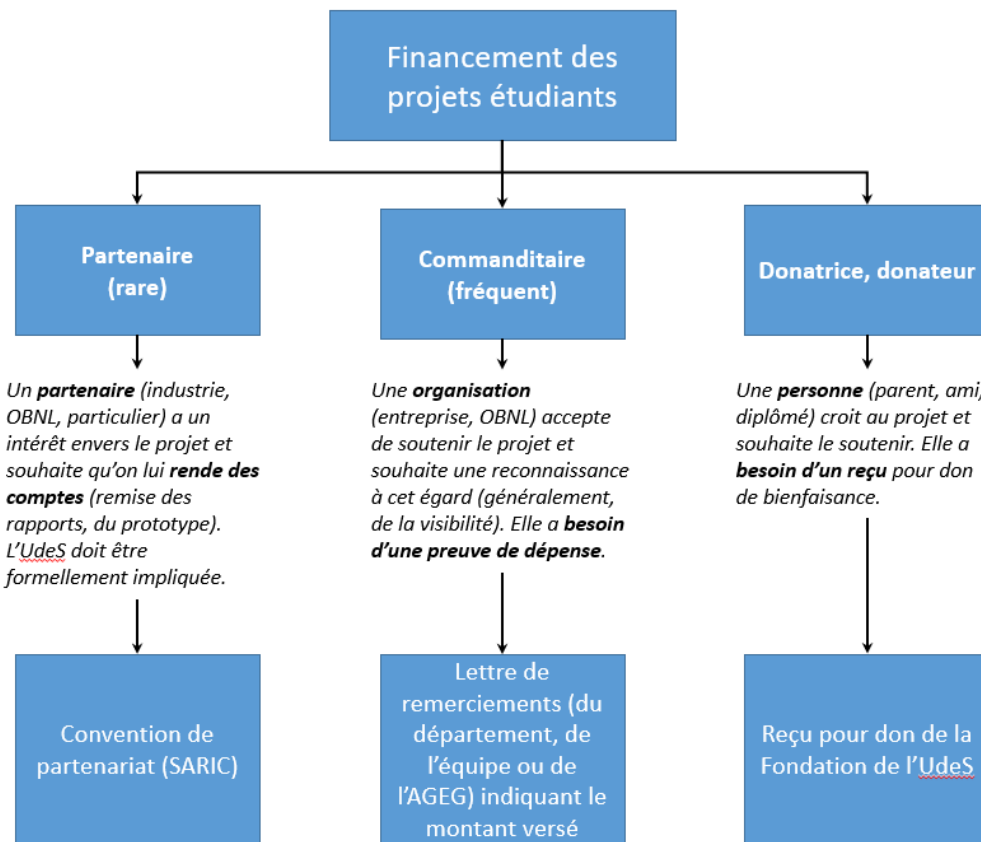 Financement des
projets étudiants
Partenaire
(rare)
Commanditaire
(fréquent)
Donatrice, donateur
Un partenaire (industrie,
OBNL, particulier) a un
intérêt envers le projet et
souhaite qu’on lui rende des
comptes (remise des
rapports, du prototype).
L’UdeS doit être
formellement impliquée.
Une organisation
(entreprise, OBNL) accepte
de soutenir le projet et
souhaite une reconnaissance
à cet égard (généralement,
de la visibilité). Elle a besoin
d’une preuve de dépense.
Une personne (parent, ami,
diplômé) croit au projet et
souhaite le soutenir. Elle a
besoin d’un reçu pour don
de bienfaisance.
Convention de
partenariat (SARIC)
Lettre de
remerciements (du
département, de
l’équipe ou de
l’AGEG) indiquant le
montant versé
Reçu pour don de la
Fondation de l’UdeS